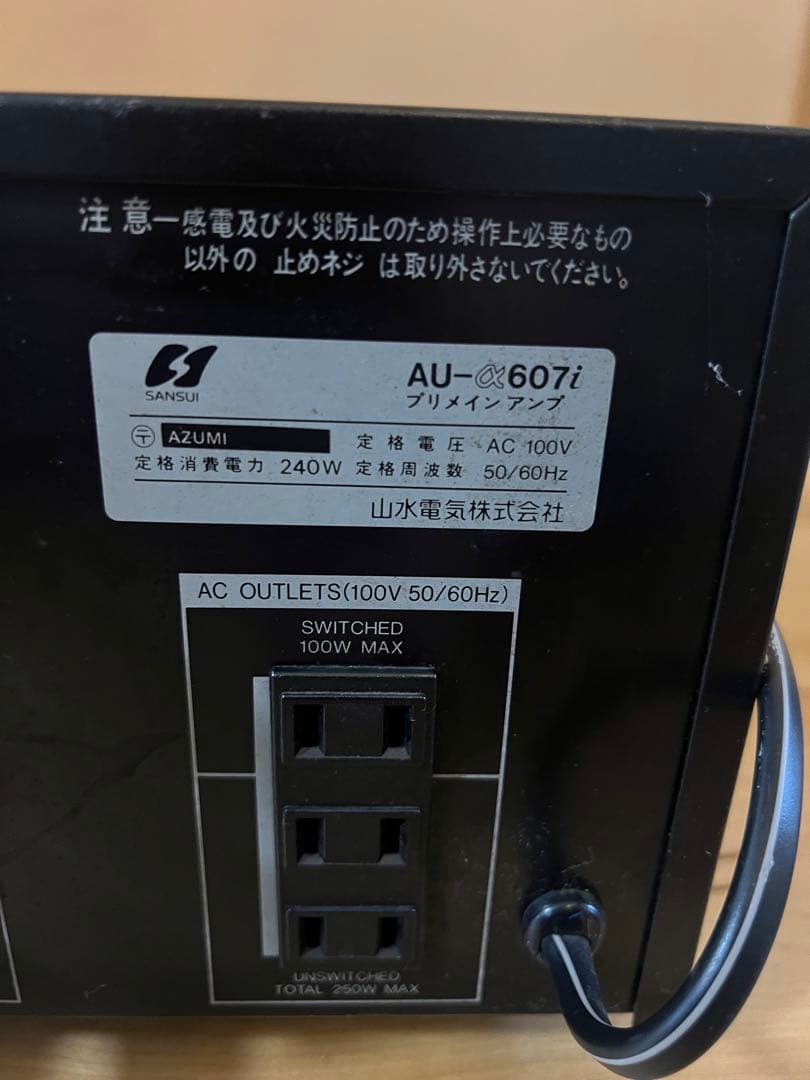 注意ー感電及び火災防止のため操作上必要なもの
以外の 止めネジ は取り外さないでください。
SANSUI
AU-α607i
プリメインアンプ
〒 AZUMI 定格電圧 AC 100V
定格消費電力 240W 定格周波数 50/60Hz
山水電気株式会社
AC OUTLETS(100V 50/60Hz)
SWITCHED
100W MAX
UNSWITCHED
TOTAL 250W MAX